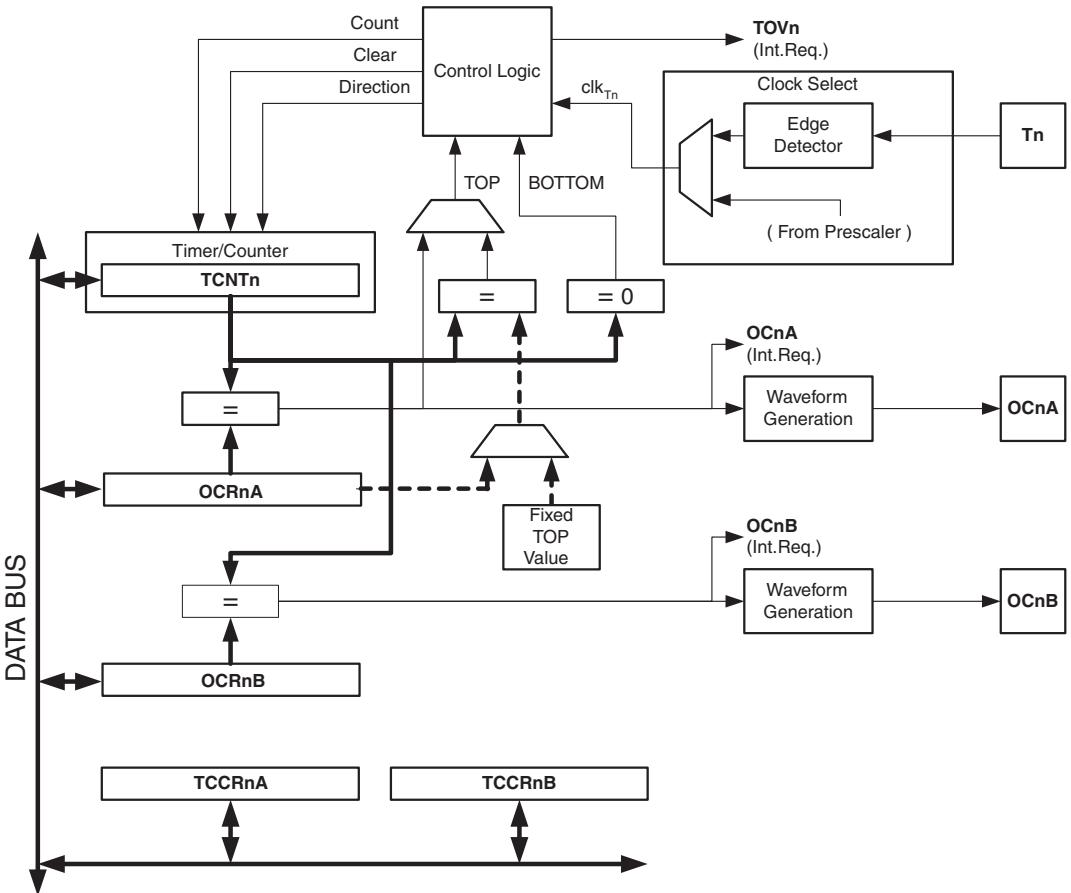 Count
Clear
Direction
Control Logic
TOVn
(Int.Req.)
clkTn
Clock Select
Edge
Detector
Tn
( From Prescaler )
TOP
BOTTOM
Timer/Counter
TCNTn
=
= 0
=
OCnA
(Int.Req.)
Waveform
Generation
OCnA
OCRnA
Fixed
TOP
Value
OCnB
(Int.Req.)
=
Waveform
Generation
OCnB
OCRnB
DATA BUS
TCCRnA
TCCRnB